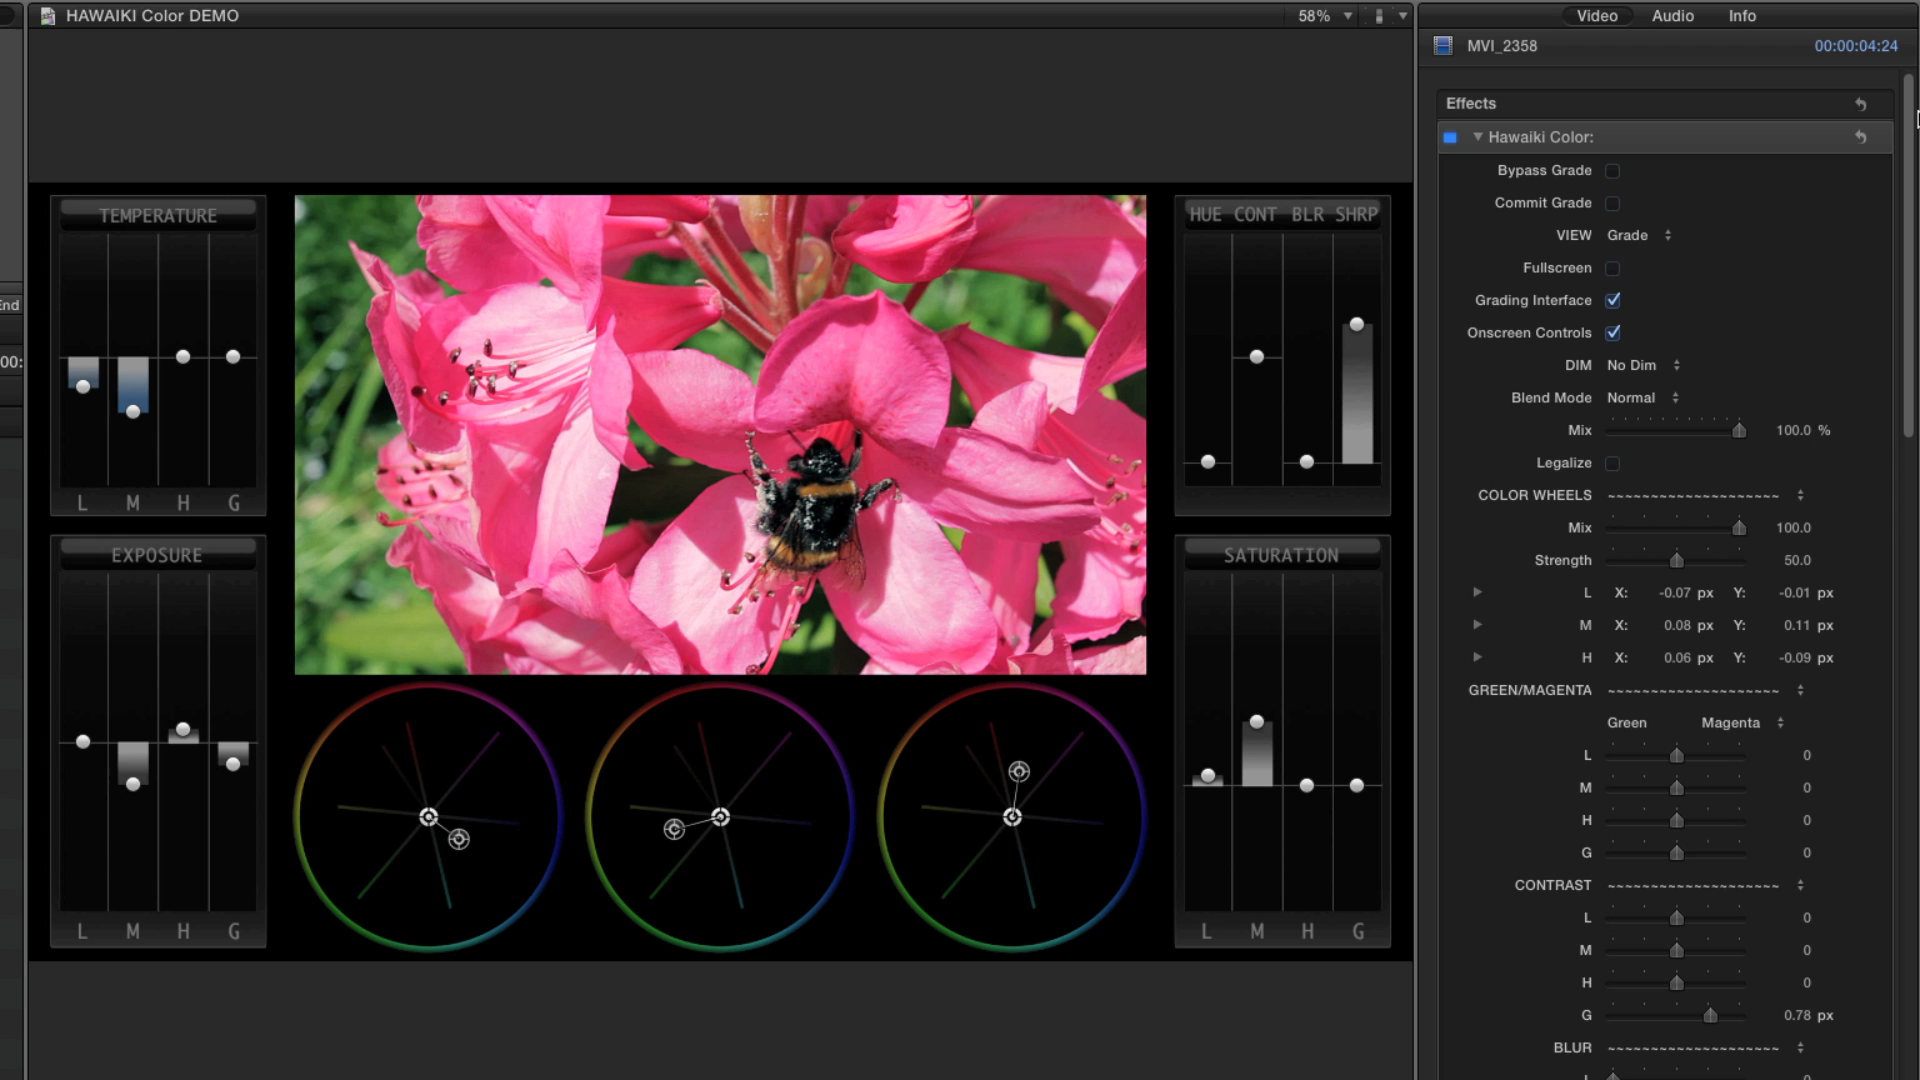 HAWAIKI Color DEMO
58%
Video Audio Info
MVI_2358
00:00:04:24
End
00:
TEMPERATURE
L M H G
EXPOSURE
L M H G
HUE CONT BLR SHRP
SATURATION
L M H G
Effects
Hawaiki Color:
Bypass Grade
Commit Grade
VIEW Grade
Fullscreen
Grading Interface
Onscreen Controls
DIM No Dim
Blend Mode Normal
Mix 100.0 %
Legalize
COLOR WHEELS ~~~~~~~~~~~~~~~~~~~~
Mix 100.0
Strength 50.0
L X: -0.07 px Y: -0.01 px
M X: 0.08 px Y: 0.11 px
H X: 0.06 px Y: -0.09 px
GREEN/MAGENTA ~~~~~~~~~~~~~~~~~~~~
Green Magenta
L 0
M 0
H 0
G 0
CONTRAST ~~~~~~~~~~~~~~~~~~~~
L 0
M 0
H 0
G 0.78 px
BLUR ~~~~~~~~~~~~~~~~~~~~